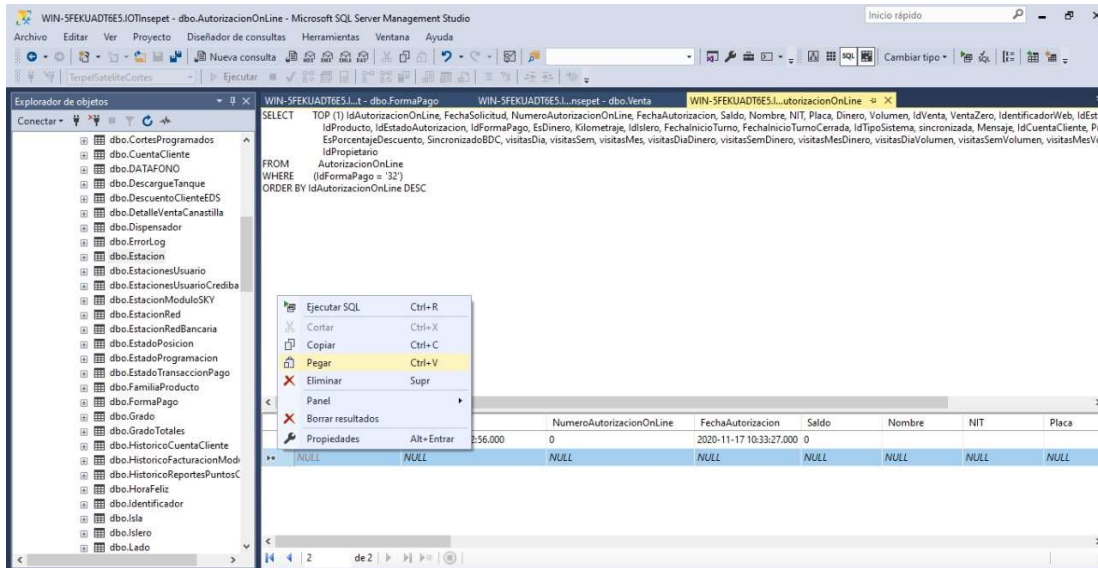 WIN-5FEKUADT6E5.IOTInsepet - dbo.AutorizacionOnLine - Microsoft SQL Server Management Studio
Inicio rápido
Archivo Editar Ver Proyecto Diseñador de consultas Herramientas Ventana Ayuda
Nueva consulta
Cambiar tipo
TerpelSateliteCortes
Ejecutar
Explorador de objetos
Conectar
dbo.CortesProgramados
dbo.CuentaCliente
dbo.DATAFONO
dbo.DescargueTanque
dbo.DescuentoClienteEDS
dbo.DetalleVentaCanastilla
dbo.Dispensador
dbo.ErrorLog
dbo.Estacion
dbo.EstacionesUsuario
dbo.EstacionesUsuarioCrediba
dbo.EstacionModuloSKY
dbo.EstacionRed
dbo.EstacionRedBancaria
dbo.EstadoPosicion
dbo.EstadoProgramacion
dbo.EstadoTransaccionPago
dbo.FamiliaProducto
dbo.FormaPago
dbo.Grado
dbo.GradoTotales
dbo.HistoricoCuentaCliente
dbo.HistoricoFacturacionMod
dbo.HistoricoReportesPuntosC
dbo.HoraFeliz
dbo.Identificador
dbo.Isla
dbo.Islero
dbo.Lado
WIN-5FEKUADT6E5.I...t - dbo.FormaPago
WIN-5FEKUADT6E5.I...nsepet - dbo.Venta
WIN-5FEKUADT6E5.I...utorizacionOnLine
SELECT TOP (1) IdAutorizacionOnLine, FechaSolicitud, NumeroAutorizacionOnLine, FechaAutorizacion, Saldo, Nombre, NIT, Placa, Dinero, Volumen, IdVenta, VentaZero, IdentificadorWeb, IdEst
IdProducto, IdEstadoAutorizacion, IdFormaPago, EsDinero, Kilometraje, IdIslero, FechaInicioTurno, FechaInicioTurnoCerrada, IdTipoSistema, sincronizada, Mensaje, IdCuentaCliente, P
EsPorcentajeDescuento, SincronizadoBDC, visitasDia, visitasSem, visitasMes, visitasDiaDinero, visitasSemDinero, visitasMesDinero, visitasDiaVolumen, visitasSemVolumen, visitasMesV
IdPropietario
FROM AutorizacionOnLine
WHERE (IdFormaPago = '32')
ORDER BY IdAutorizacionOnLine DESC
Ejecutar SQL Ctrl+R
Cortar Ctrl+X
Copiar Ctrl+C
Pegar Ctrl+V
Eliminar Supr
Panel
Borrar resultados
Propiedades Alt+Entrar
NumeroAutorizacionOnLine FechaAutorizacion Saldo Nombre NIT Placa
2:56.000 0 2020-11-17 10:33:27.000 0
NULL NULL NULL NULL NULL NULL NULL NULL
2 de 2